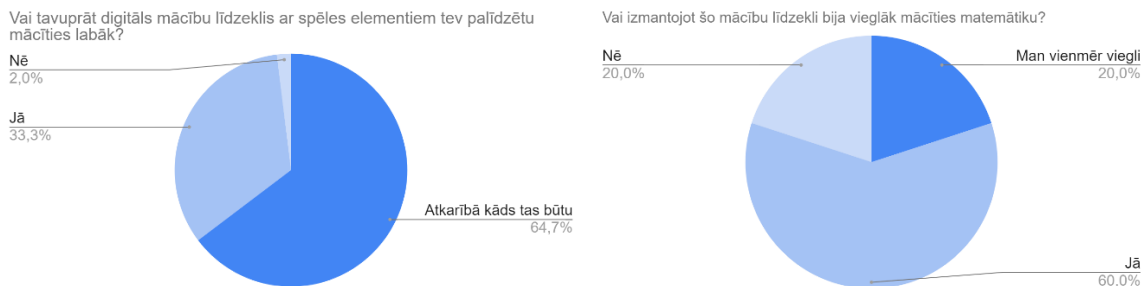 Vai tavuprāt digitāls mācību līdzeklis ar spēles elementiem tev palīdzētu
mācīties labāk?
Nē
2,0%
Jā
33,3%
Atkarībā kāds tas būtu
64,7%
Vai izmantojot šo mācību līdzekli bija vieglāk mācīties matemātiku?
Nē
20,0%
Man vienmēr viegli
20,0%
Jā
60,0%